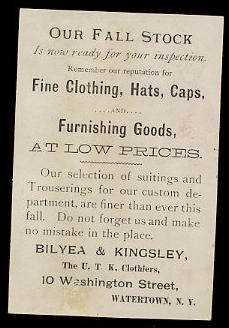 OUR FALL STOCK
Is now ready for your inspection.
Remember our reputation for
Fine Clothing, Hats, Caps,
....AND....
Furnishing Goods,
AT LOW PRICES.
Our selection of suitings and
Trouserings for our custom de-
partment, are finer than ever this
fall. Do not forget us and make
no mistake in the place.
BILYEA & KINGSLEY,
The U. T. K. Clothiers,
10 Washington Street,
WATERTOWN, N. Y.